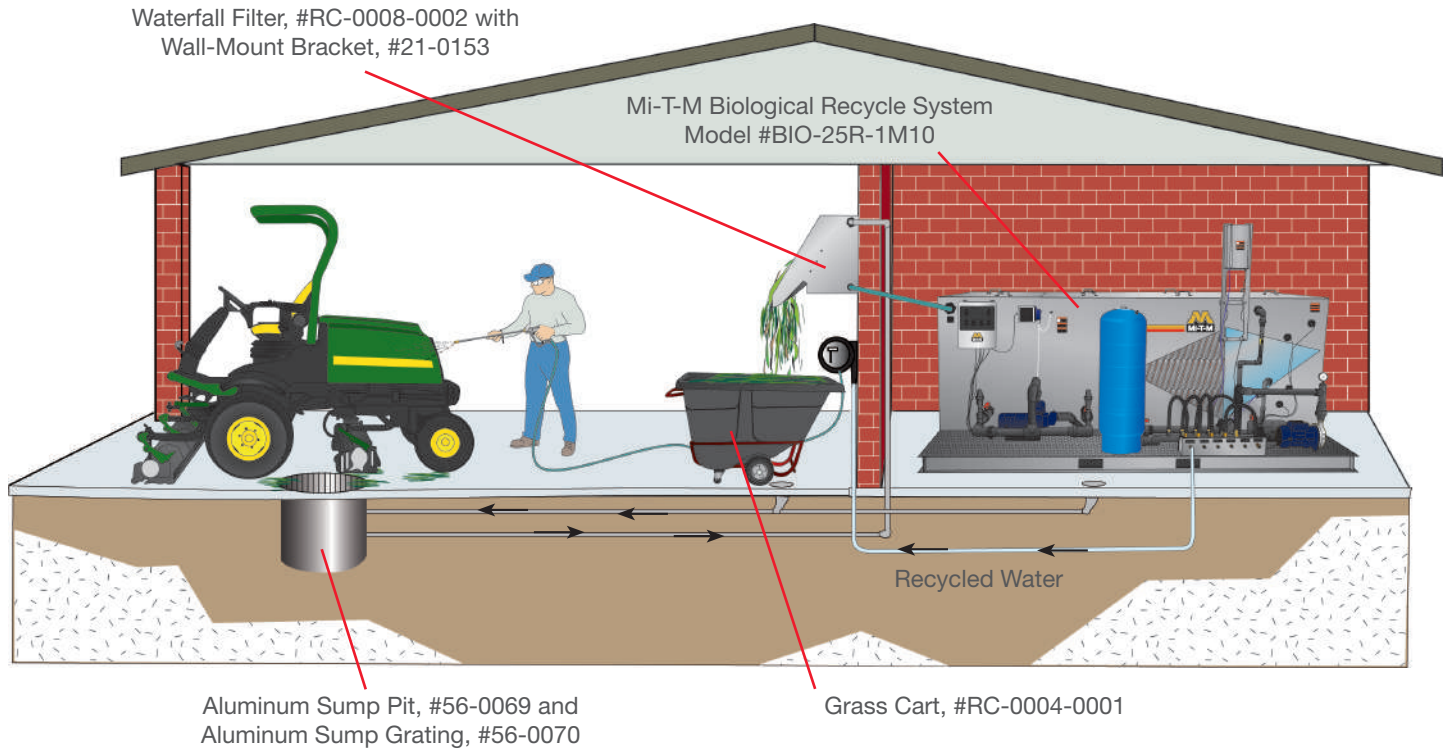 Waterfall Filter, #RC-0008-0002 with
Wall-Mount Bracket, #21-0153
Mi-T-M Biological Recycle System
Model #BIO-25R-1M10
Mi-T-M
Recycled Water
Aluminum Sump Pit, #56-0069 and
Aluminum Sump Grating, #56-0070
Grass Cart, #RC-0004-0001